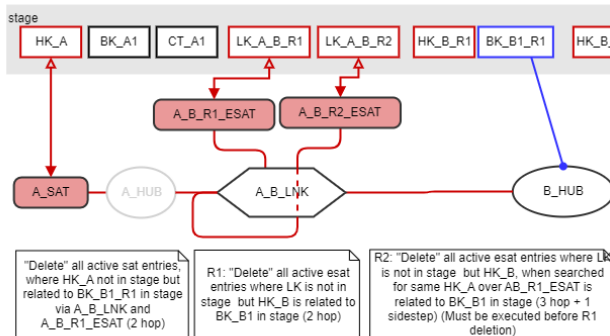 stage
HK_A
BK_A1
CT_A1
LK_A_B_R1
LK_A_B_R2
HK_B_R1
BK_B1_R1
HK_B_
A_B_R1_ESAT
A_B_R2_ESAT
A_SAT
A_HUB
A_B_LNK
B_HUB
"Delete" all active sat entries,
where HK_A not in stage but
related to BK_B1_R1 in stage
via A_B_LNK and
A_B_R1_ESAT (2 hop)
R1: "Delete" all active esat
entries where LK is not in
stage but HK_B is related to
BK_B1 in stage (2 hop)
R2: "Delete" all active esat entries where LK
is not in stage but HK_B, when searched
for same HK_A over AB_R1_ESAT is
related to BK_B1 in stage (3 hop + 1
sidestep) (Must be executed before R1
deletion)